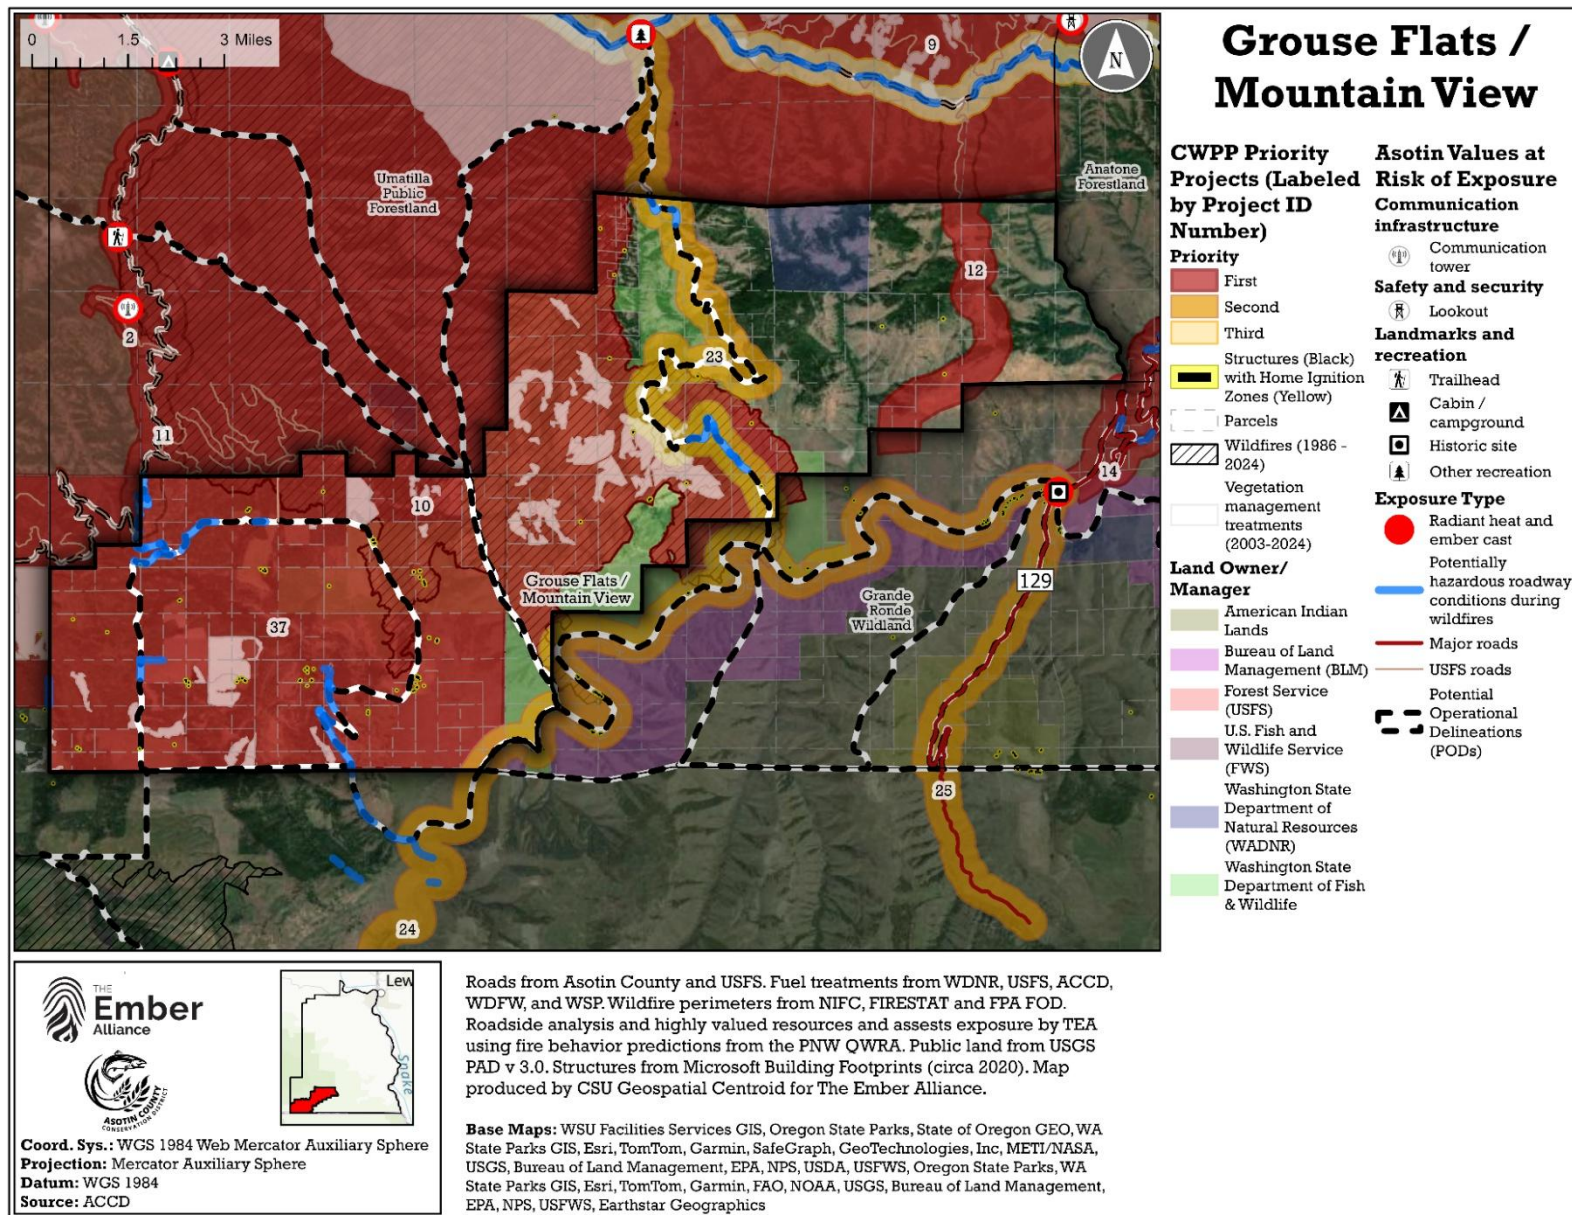 0 1.5 3 Miles
N
9
Umatilla
Public
Forestland
Anatone
Forestland
12
2
23
11
14
10
129
Grouse Flats /
Mountain View
Grande
Ronde
Wildland
37
25
24
Grouse Flats /
Mountain View
CWPP Priority
Projects (Labeled
by Project ID
Number)
Priority
First
Second
Third
Structures (Black)
with Home Ignition
Zones (Yellow)
Parcels
Wildfires (1986 -
2024)
Vegetation
management
treatments
(2003-2024)
Land Owner/
Manager
American Indian
Lands
Bureau of Land
Management (BLM)
Forest Service
(USFS)
U.S. Fish and
Wildlife Service
(FWS)
Washington State
Department of
Natural Resources
(WADNR)
Washington State
Department of Fish
& Wildlife
Asotin Values at
Risk of Exposure
Communication
infrastructure
Communication
tower
Safety and security
Lookout
Landmarks and
recreation
Trailhead
Cabin /
campground
Historic site
Other recreation
Exposure Type
Radiant heat and
ember cast
Potentially
hazardous roadway
conditions during
wildfires
Major roads
USFS roads
Potential
Operational
Delineations
(PODs)
THE
Ember
Alliance
ASOTIN COUNTY
CONSERVATION DISTRICT
Lew
Snake
Coord. Sys.: WGS 1984 Web Mercator Auxiliary Sphere
Projection: Mercator Auxiliary Sphere
Datum: WGS 1984
Source: ACCD
Roads from Asotin County and USFS. Fuel treatments from WDNR, USFS, ACCD,
WDFW, and WSP. Wildfire perimeters from NIFC, FIRESTAT and FPA FOD.
Roadside analysis and highly valued resources and assests exposure by TEA
using fire behavior predictions from the PNW QWRA. Public land from USGS
PAD v 3.0. Structures from Microsoft Building Footprints (circa 2020). Map
produced by CSU Geospatial Centroid for The Ember Alliance.
Base Maps: WSU Facilities Services GIS, Oregon State Parks, State of Oregon GEO, WA
State Parks GIS, Esri, TomTom, Garmin, SafeGraph, GeoTechnologies, Inc, METI/NASA,
USGS, Bureau of Land Management, EPA, NPS, USDA, USFWS, Oregon State Parks, WA
State Parks GIS, Esri, TomTom, Garmin, FAO, NOAA, USGS, Bureau of Land Management,
EPA, NPS, USFWS, Earthstar Geographics